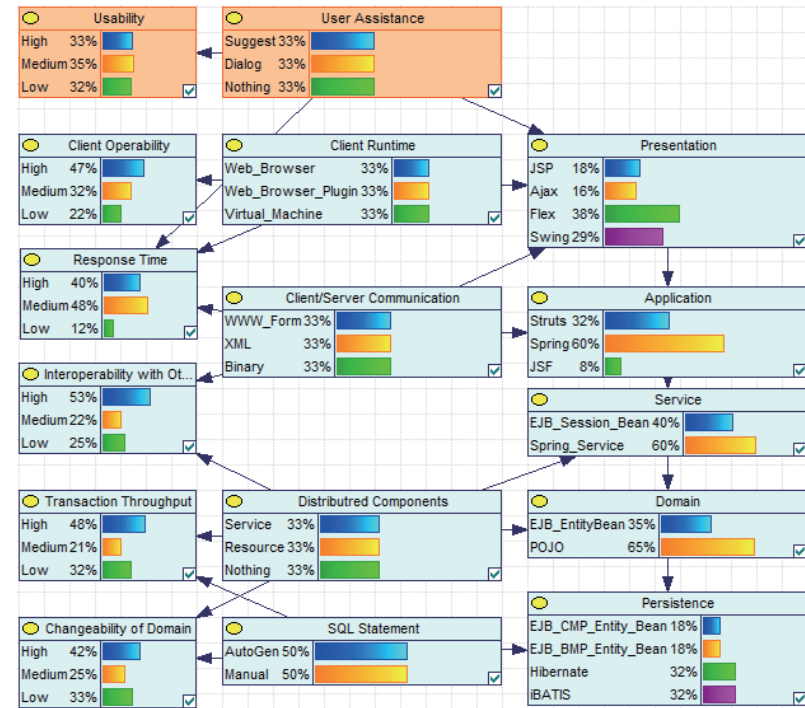 Usability
High 33%
Medium 35%
Low 32%
User Assistance
Suggest 33%
Dialog 33%
Nothing 33%
Client Operability
High 47%
Medium 32%
Low 22%
Client Runtime
Web_Browser 33%
Web_Browser_Plugin 33%
Virtual_Machine 33%
Presentation
JSP 18%
Ajax 16%
Flex 38%
Swing 29%
Response Time
High 40%
Medium 48%
Low 12%
Client/Server Communication
WWW_Form 33%
XML 33%
Binary 33%
Application
Struts 32%
Spring 60%
JSF 8%
Interoperability with Ot...
High 53%
Medium 22%
Low 25%
Service
EJB_Session_Bean 40%
Spring_Service 60%
Transaction Throughput
High 48%
Medium 21%
Low 32%
Distributred Components
Service 33%
Resource 33%
Nothing 33%
Domain
EJB_EntityBean 35%
POJO 65%
Changeability of Domain
High 42%
Medium 25%
Low 33%
SQL Statement
AutoGen 50%
Manual 50%
Persistence
EJB_CMP_Entity_Bean 18%
EJB_BMP_Entity_Bean 18%
Hibernate 32%
iBATIS 32%